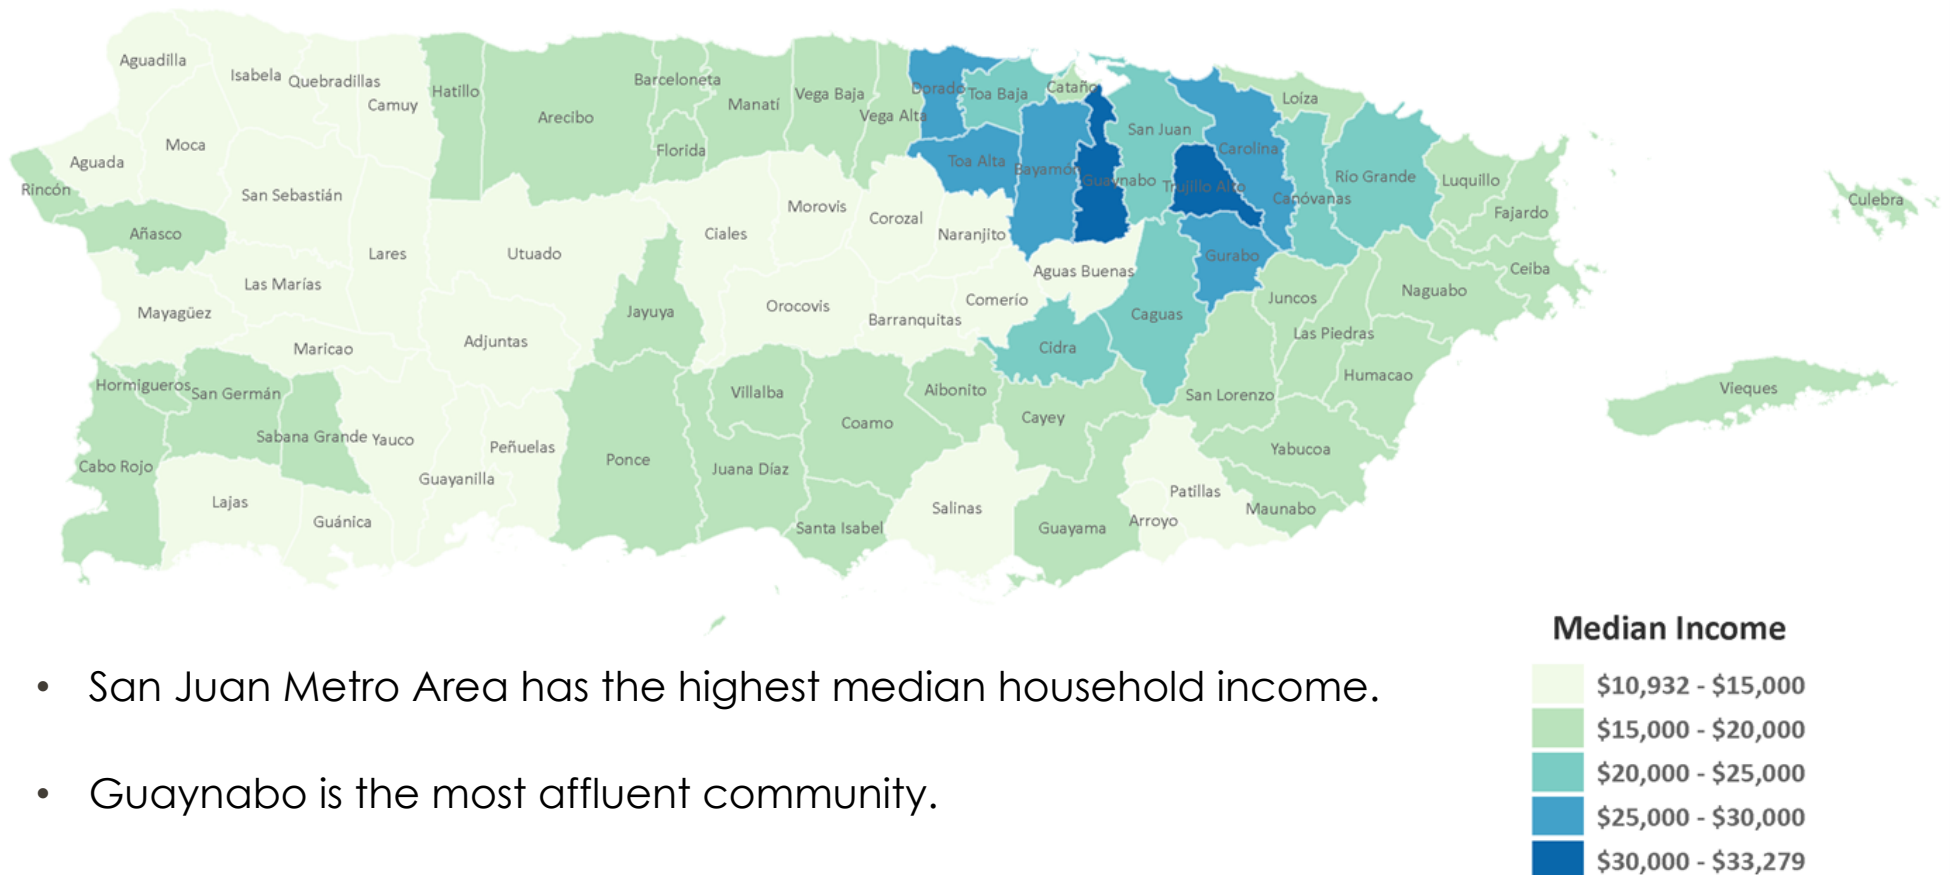 Aguadilla
Isabela
Quebradillas
Camuy
Hatillo
Arecibo
Barceloneta
Manatí
Florida
Vega Baja
Vega Alta
Dorado
Toa Baja
Cataño
San Juan
Loíza
Carolina
Toa Alta
Bayamón
Guaynabo
Trujillo Alto
Canóvanas
Río Grande
Luquillo
Fajardo
Culebra
Moca
Aguada
Rincón
San Sebastián
Añasco
Lares
Utuado
Ciales
Morovis
Corozal
Naranjito
Aguas Buenas
Gurabo
Ceiba
Naguabo
Juncos
Las Piedras
Las Marías
Mayagüez
Maricao
Adjuntas
Jayuya
Orocovis
Barranquitas
Comerío
Cidra
Caguas
Humacao
San Lorenzo
Vieques
Hormigueros
San Germán
Sabana Grande
Yauco
Peñuelas
Guayanilla
Ponce
Villalba
Juana Díaz
Coamo
Aibonito
Cayey
Yabucoa
Cabo Rojo
Lajas
Guánica
Santa Isabel
Salinas
Guayama
Arroyo
Patillas
Maunabo
Median Income
$10,932 - $15,000
$15,000 - $20,000
$20,000 - $25,000
$25,000 - $30,000
$30,000 - $33,279
• San Juan Metro Area has the highest median household income.
• Guaynabo is the most affluent community.